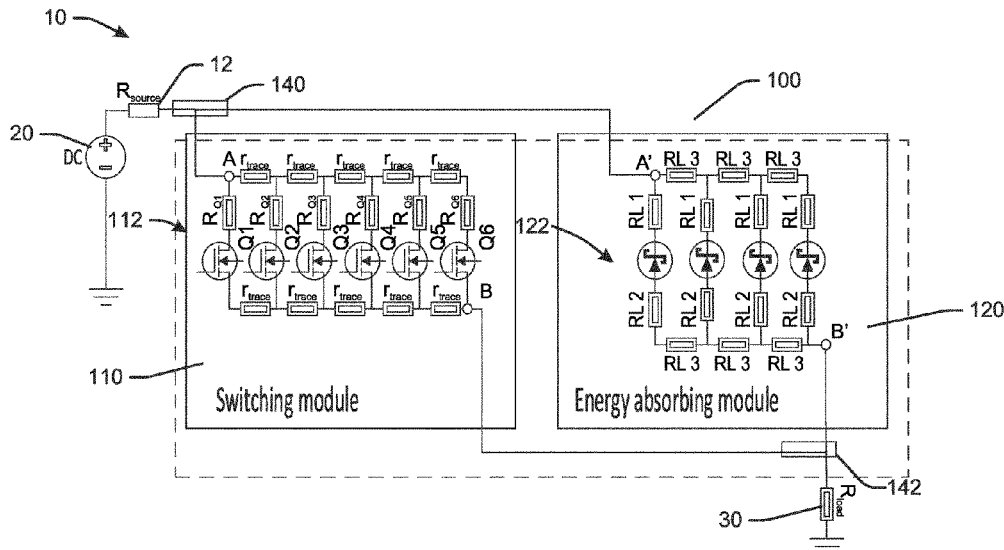 10
12
140
100
R source
20
DC
A
r trace r trace r trace r trace r trace
A'
RL 3 RL 3 RL 3
112
R Q1 R Q2 R Q3 R Q4 R Q5 R Q6
Q1 Q2 Q3 Q4 Q5 Q6
122
RL 1 RL 1 RL 1 RL 1
r trace r trace r trace r trace r trace
B
RL 2 RL 2 RL 2 RL 2
120
B'
RL 3 RL 3 RL 3
110
Switching module
Energy absorbing module
142
R load
30